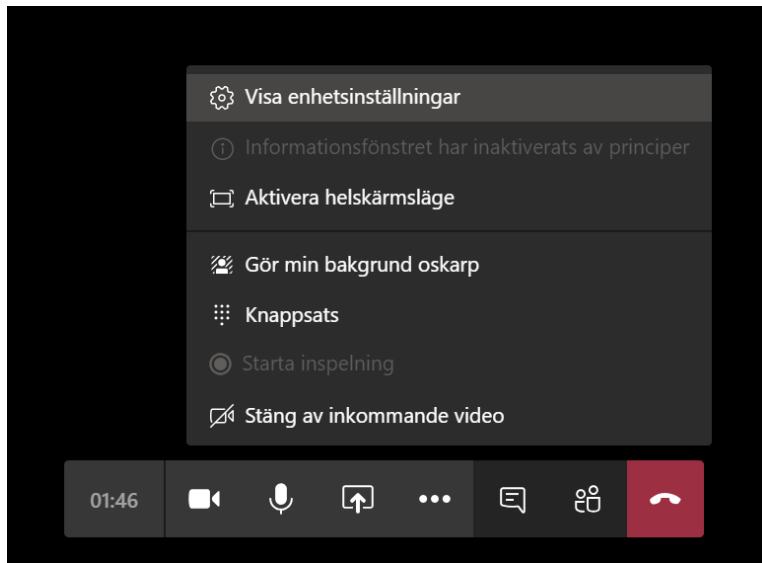 Visa enhetsinställningar
Informationsfönstret har inaktiverats av principer
Aktivera helskärmsläge
Gör min bakgrund oskarp
Knappsats
Starta inspelning
Stäng av inkommande video
01:46